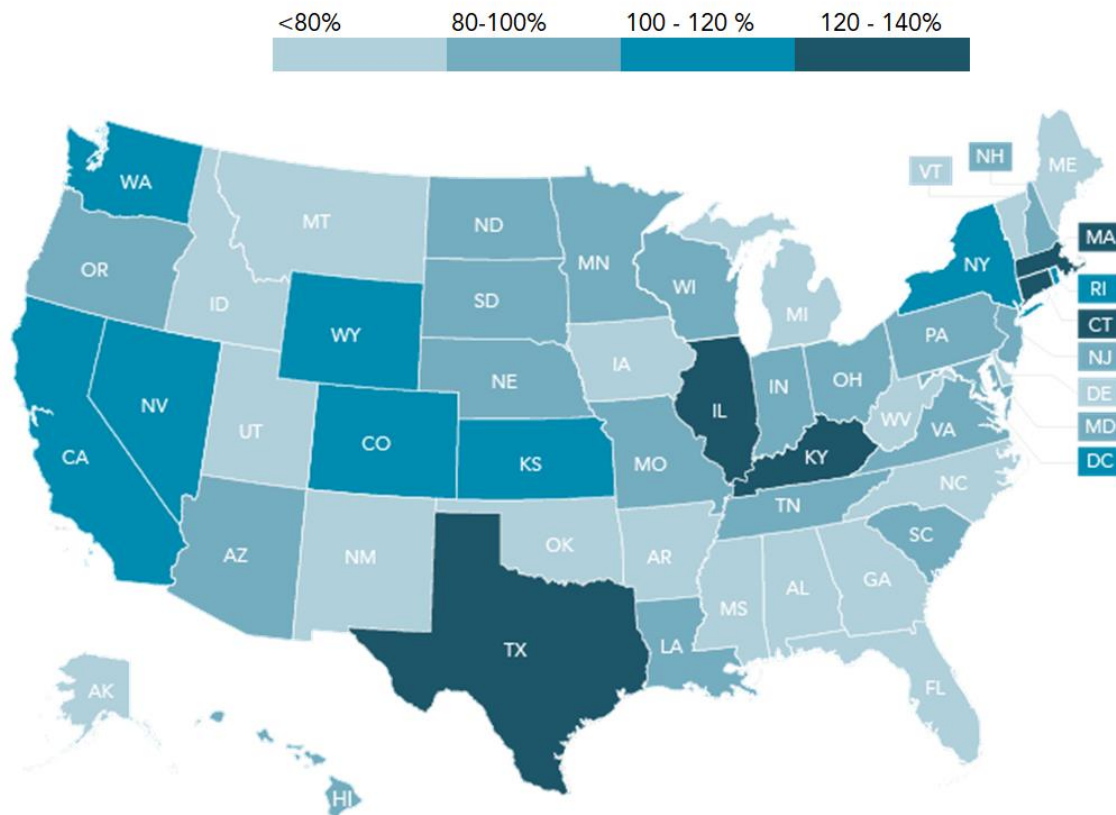 <80%
80-100%
100 - 120 %
120 - 140%
WA
MT
ND
MN
VT
NH
ME
OR
ID
SD
WI
MI
NY
MA
RI
CT
WY
NE
IA
PA
NJ
NV
UT
CO
KS
IL
IN
OH
WV
VA
DE
MD
DC
CA
MO
KY
AZ
NM
OK
AR
TN
NC
SC
TX
LA
MS
AL
GA
FL
AK
HI